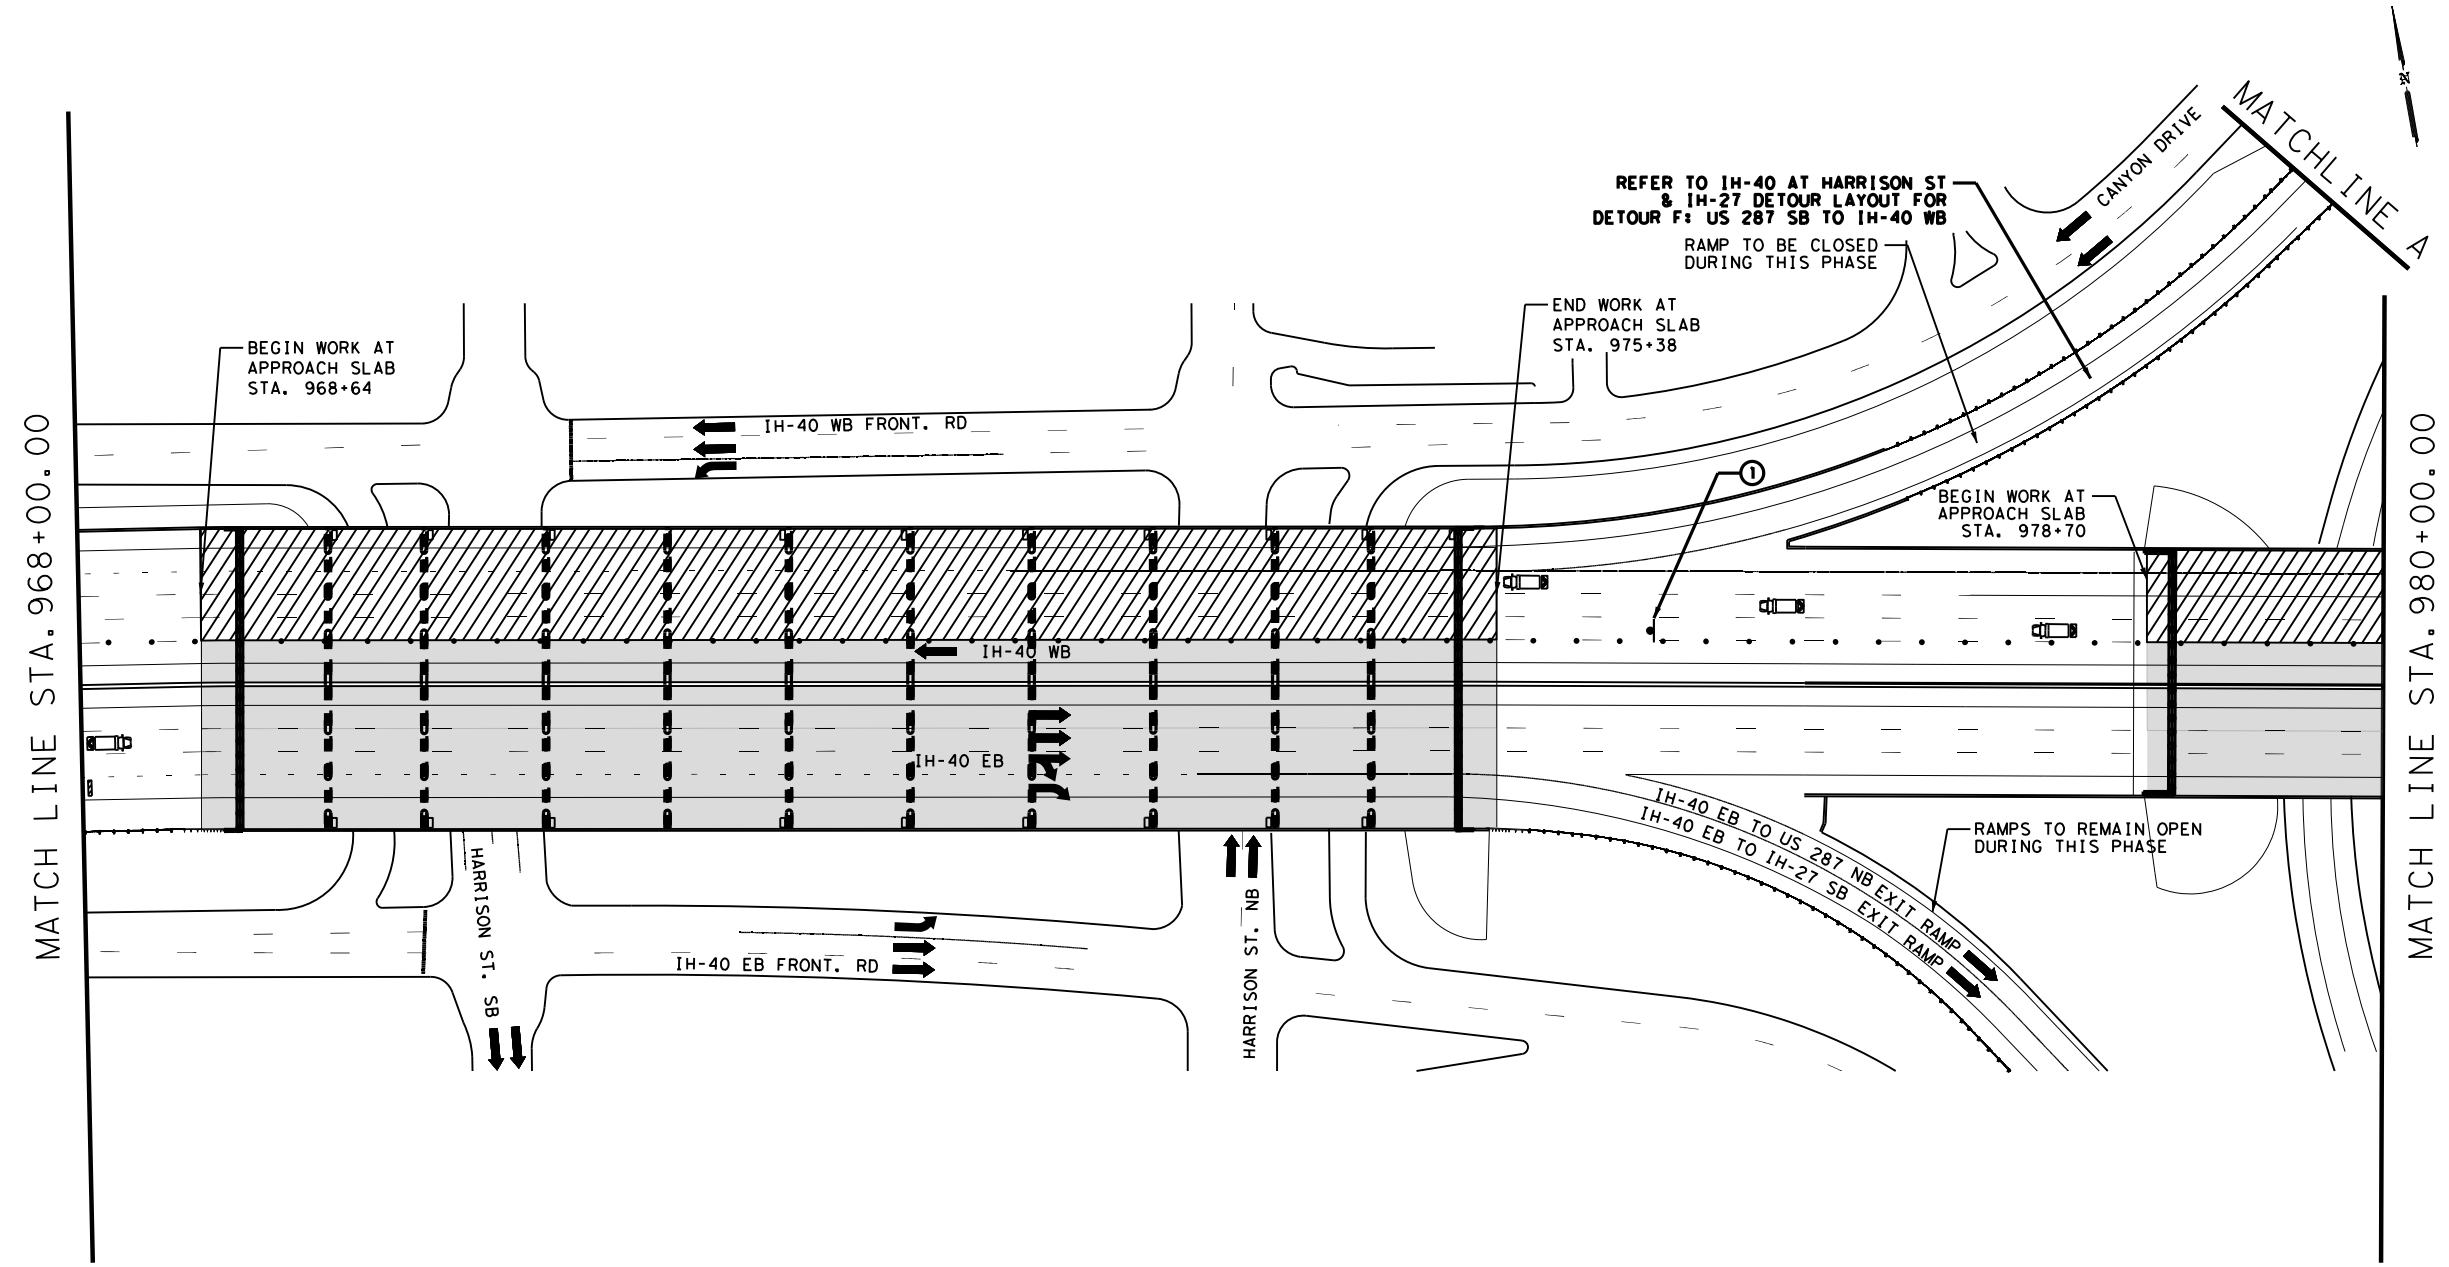 N
MATCHLINE A
CANYON DRIVE
REFER TO IH-40 AT HARRISON ST
& IH-27 DETOUR LAYOUT FOR
DETOUR F: US 287 SB TO IH-40 WB
RAMP TO BE CLOSED
DURING THIS PHASE
END WORK AT
APPROACH SLAB
STA. 975+38
BEGIN WORK AT
APPROACH SLAB
STA. 968+64
IH-40 WB FRONT. RD
1
BEGIN WORK AT
APPROACH SLAB
STA. 978+70
MATCH LINE STA.968+00.00
MATCH LINE STA.980+00.00
IH-40 WB
IH-40 EB
IH-40 EB TO US 287 NB EXIT RAMP
IH-40 EB TO IH-27 SB EXIT RAMP
RAMPS TO REMAIN OPEN
DURING THIS PHASE
HARRISON ST. SB
HARRISON ST. NB
IH-40 EB FRONT. RD